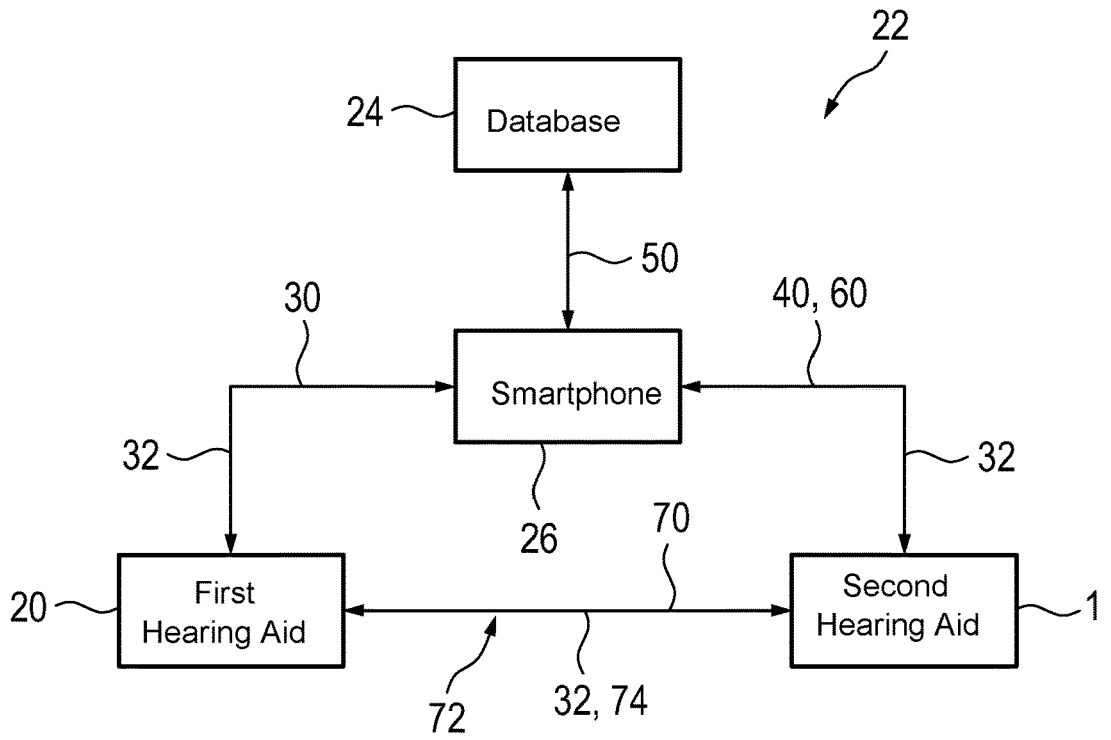 22
24
Database
50
30
40, 60
Smartphone
32
32
26
70
20
First
Hearing Aid
Second
Hearing Aid
1
72
32, 74